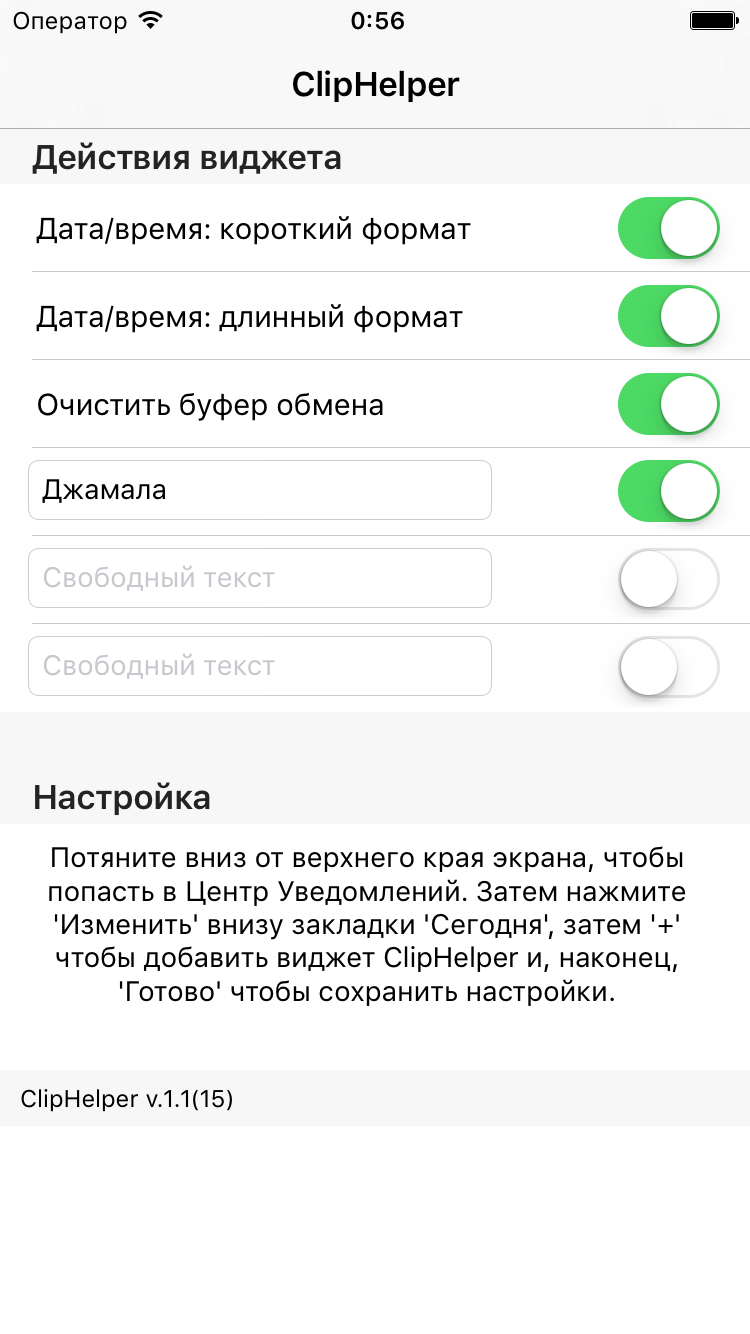 Оператор 0:56
ClipHelper
Действия виджета
Дата/время: короткий формат
Дата/время: длинный формат
Очистить буфер обмена
Джамала
Свободный текст
Свободный текст
Настройка
Потяните вниз от верхнего края экрана, чтобы
попасть в Центр Уведомлений. Затем нажмите
'Изменить' внизу закладки 'Сегодня', затем '+'
чтобы добавить виджет ClipHelper и, наконец,
'Готово' чтобы сохранить настройки.
ClipHelper v.1.1(15)